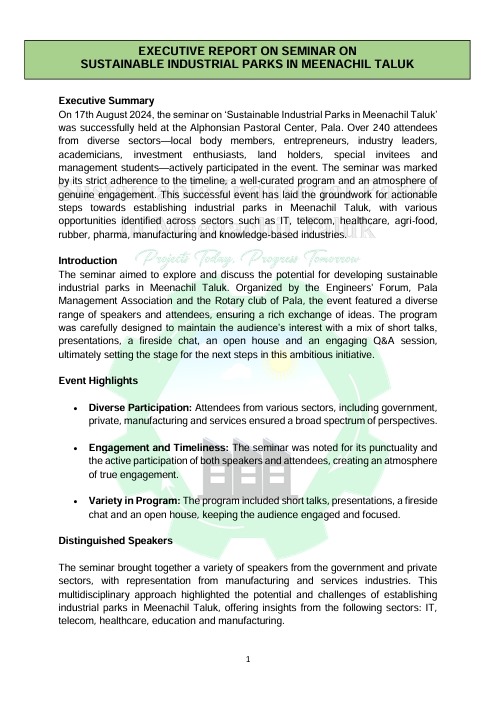 EXECUTIVE REPORT ON SEMINAR ON
SUSTAINABLE INDUSTRIAL PARKS IN MEENACHIL TALUK
Executive Summary
On 17th August 2024, the seminar on ‘Sustainable Industrial Parks in Meenachil Taluk’
was successfully held at the Alphonsian Pastoral Center, Pala. Over 240 attendees
from diverse sectors—local body members, entrepreneurs, industry leaders,
academicians, investment enthusiasts, land holders, special invitees and
management students—actively participated in the event. The seminar was marked
by its strict adherence to the timeline, a well-curated program and an atmosphere of
genuine engagement. This successful event has laid the groundwork for actionable
steps towards establishing industrial parks in Meenachil Taluk, with various
opportunities identified across sectors such as IT, telecom, healthcare, agri-food,
rubber, pharma, manufacturing and knowledge-based industries.
Projects Today, Progress Tomorrow
Introduction
The seminar aimed to explore and discuss the potential for developing sustainable
industrial parks in Meenachil Taluk. Organized by the Engineers’ Forum, Pala
Management Association and the Rotary club of Pala, the event featured a diverse
range of speakers and attendees, ensuring a rich exchange of ideas. The program
was carefully designed to maintain the audience’s interest with a mix of short talks,
presentations, a fireside chat, an open house and an engaging Q&A session,
ultimately setting the stage for the next steps in this ambitious initiative.
Event Highlights
• Diverse Participation: Attendees from various sectors, including government,
private, manufacturing and services ensured a broad spectrum of perspectives.
• Engagement and Timeliness: The seminar was noted for its punctuality and
the active participation of both speakers and attendees, creating an atmosphere
of true engagement.
• Variety in Program: The program included short talks, presentations, a fireside
chat and an open house, keeping the audience engaged and focused.
Distinguished Speakers
The seminar brought together a variety of speakers from the government and private
sectors, with representation from manufacturing and services industries. This
multidisciplinary approach highlighted the potential and challenges of establishing
industrial parks in Meenachil Taluk, offering insights from the following sectors: IT,
telecom, healthcare, education and manufacturing.
1